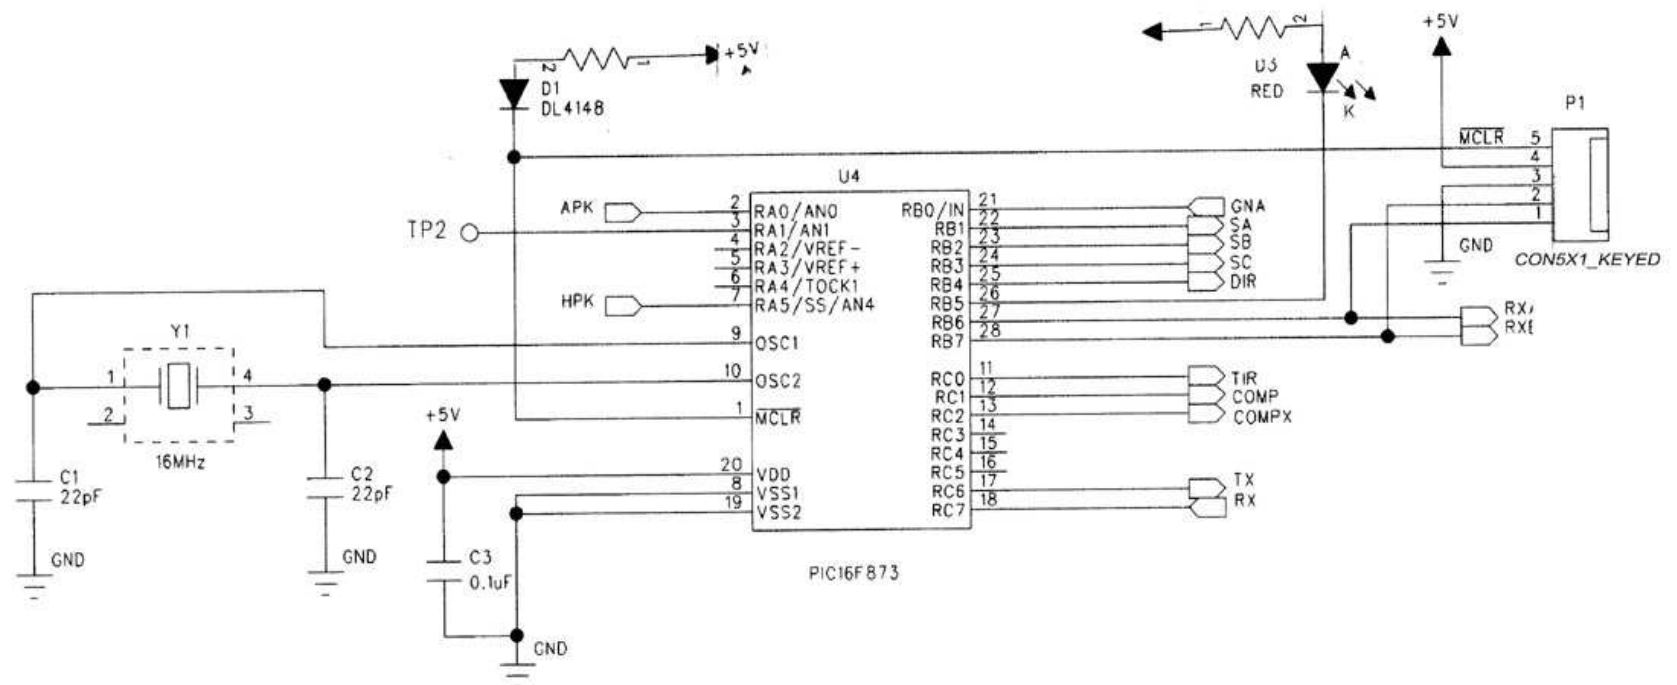 +5V
1
2
+5V
2
1
D1
DL4148
D3
RED
A
K
P1
MCLR
5
4
3
2
1
GND
CON5X1_KEYED
U4
APK
2
RA0/AN0
TP2
3
RA1/AN1
4
RA2/VREF-
5
RA3/VREF+
6
RA4/TOCK1
HPK
7
RA5/SS/AN4
9
OSC1
10
OSC2
1
MCLR
20
VDD
8
VSS1
19
VSS2
RB0/IN
21
GNA
RB1
22
SA
RB2
23
SB
RB3
24
SC
RB4
25
DIR
RB5
26
RB6
27
RB7
28
RC0
11
TIR
RC1
12
COMP
RC2
13
COMPX
RC3
14
RC4
15
RC5
16
RC6
17
TX
RC7
18
RX
PIC16F873
Y1
1
4
2
3
16MHz
C1
22pF
GND
C2
22pF
GND
+5V
C3
0.1uF
GND